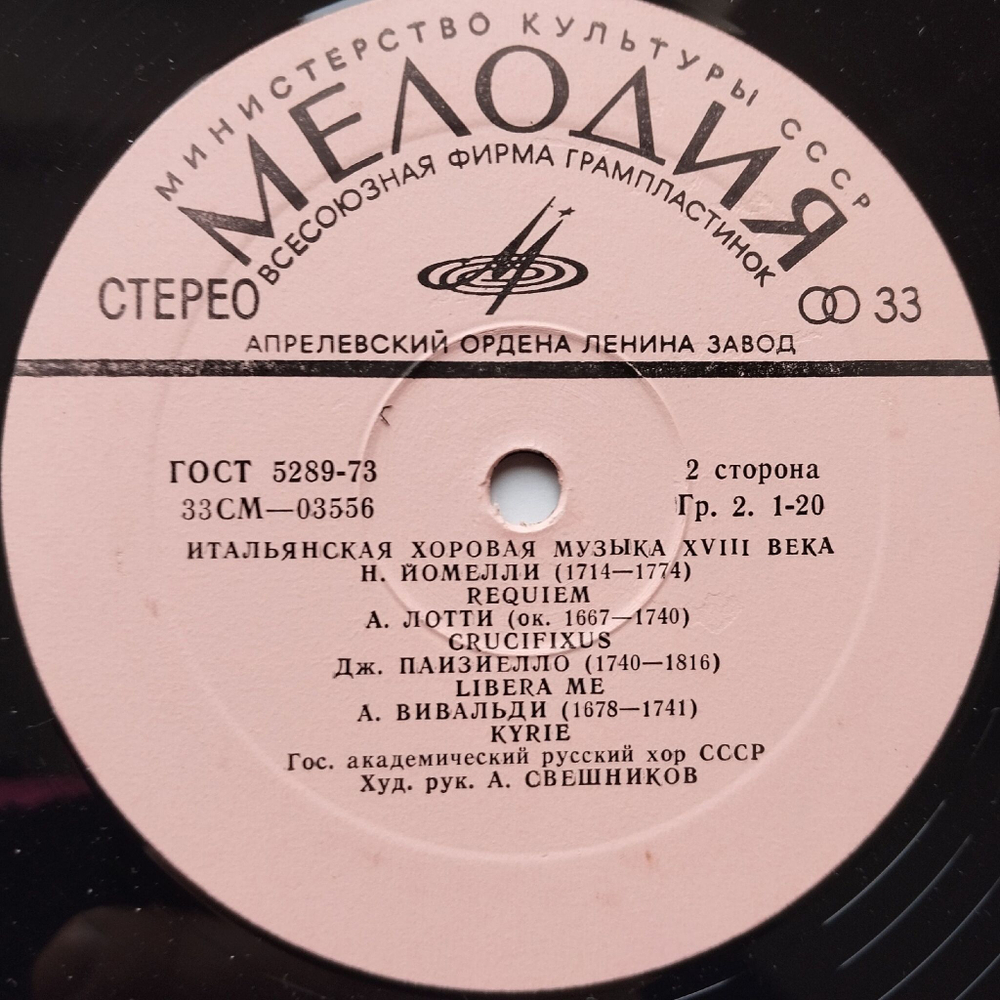 МИНИСТЕРСТВО КУЛЬТУРЫ СССР
МЕЛОДИЯ
ВСЕСОЮЗНАЯ ФИРМА ГРАМПЛАСТИНОК
СТЕРЕО
33
АПРЕЛЕВСКИЙ ОРДЕНА ЛЕНИНА ЗАВОД
ГОСТ 5289-73
2 сторона
33СМ—03556
Гр. 2. 1-20
ИТАЛЬЯНСКАЯ ХОРОВАЯ МУЗЫКА XVIII ВЕКА
Н. ЙОМЕЛЛИ (1714—1774)
REQUIEM
А. ЛОТТИ (ок. 1667—1740)
CRUCIFIXUS
Дж. ПАИЗИЕЛЛО (1740—1816)
LIBERA ME
А. ВИВАЛЬДИ (1678—1741)
KYRIE
Гос. академический русский хор СССР
Худ. рук. А. СВЕШНИКОВ